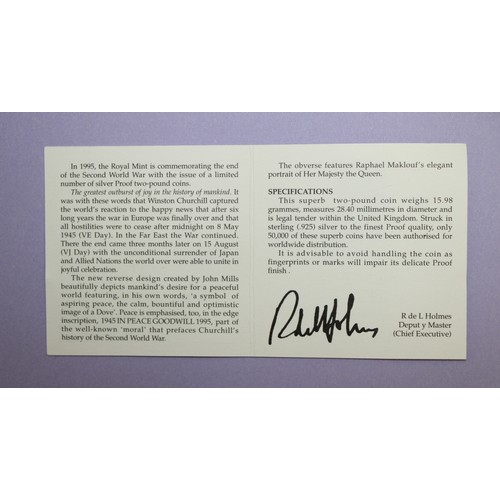 In 1995, the Royal Mint is commemorating the end
of the Second World War with the issue of a limited
number of silver Proof two-pound coins.
The greatest outburst of joy in the history of mankind. It
was with these words that Winston Churchill captured
the world's reaction to the happy news that after six
long years the war in Europe was finally over and that
all hostilities were to cease after midnight on 8 May
1945 (VE Day). In the Far East the War continued.
There the end came three months later on 15 August
(VJ Day) with the unconditional surrender of Japan
and Allied Nations the world over were able to unite in
joyful celebration.
The new reverse design created by John Mills
beautifully depicts mankind's desire for a peaceful
world featuring, in his own words, 'a symbol of
aspiring peace, the calm, bountiful and optimistic
image of a Dove'. Peace is emphasised, too, in the edge
inscription, 1945 IN PEACE GOODWILL 1995, part of
the well-known 'moral' that prefaces Churchill's
history of the Second World War.
The obverse features Raphael Maklouf's elegant
portrait of Her Majesty the Queen.
SPECIFICATIONS
This superb two-pound coin weighs 15.98
grammes, measures 28.40 millimetres in diameter and
is legal tender within the United Kingdom. Struck in
sterling (.925) silver to the finest Proof quality, only
50,000 of these superb coins have been authorised for
worldwide distribution.
It is advisable to avoid handling the coin as
fingerprints or marks will impair its delicate Proof
finish .
R de L Holmes
Deput y Master
(Chief Executive)